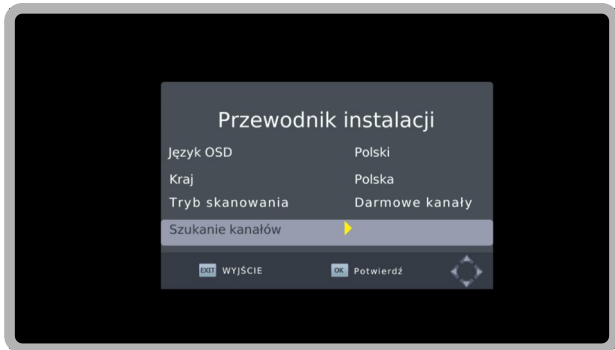 Przewodnik instalacji
Język OSD Polski
Kraj Polska
Tryb skanowania Darmowe kanały
Szukanie kanałów
EXIT WYJŚCIE OK Potwierdź